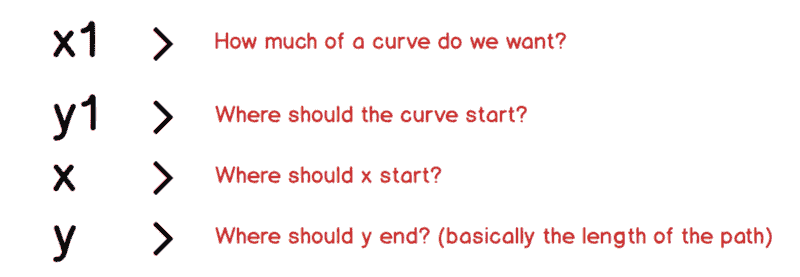 x1 > How much of a curve do we want?
y1 > Where should the curve start?
x > Where should x start?
y > Where should y end? (basically the length of the path)